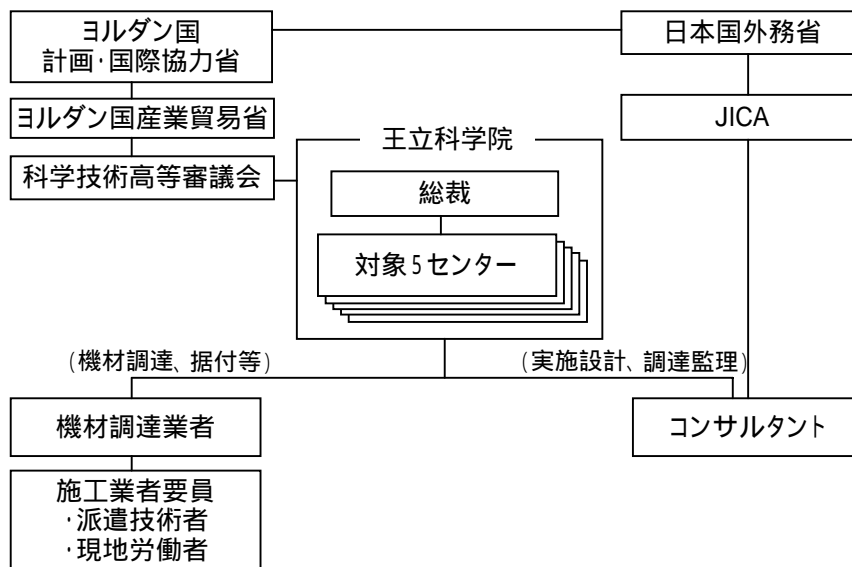 ヨルダン国
計画・国際協力省
日本国外務省
ヨルダン国産業貿易省
JICA
王立科学院
科学技術高等審議会
総裁
対象5センター
(機材調達、据付等)
(実施設計、調達監理)
機材調達業者
コンサルタント
施工業者要員
・派遣技術者
・現地労働者